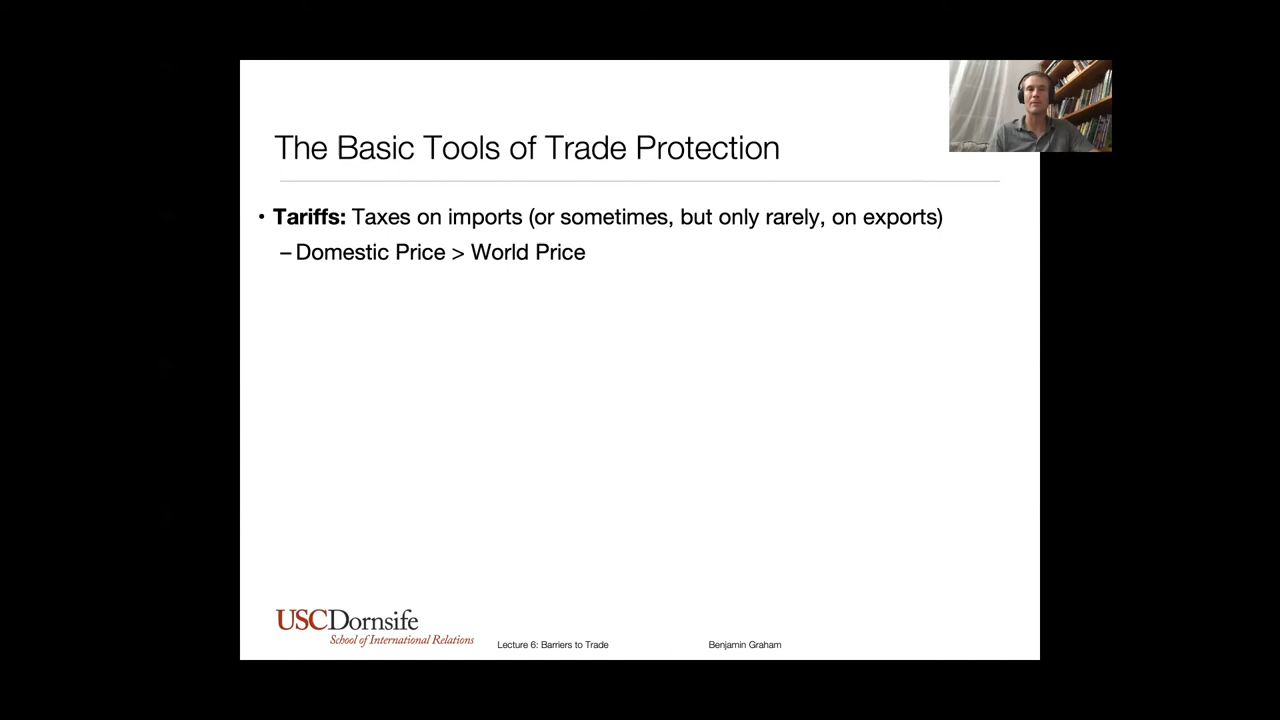 The Basic Tools of Trade Protection
• Tariffs: Taxes on imports (or sometimes, but only rarely, on exports)
– Domestic Price > World Price
USCDornsife
School of International Relations
Lecture 6: Barriers to Trade
Benjamin Graham